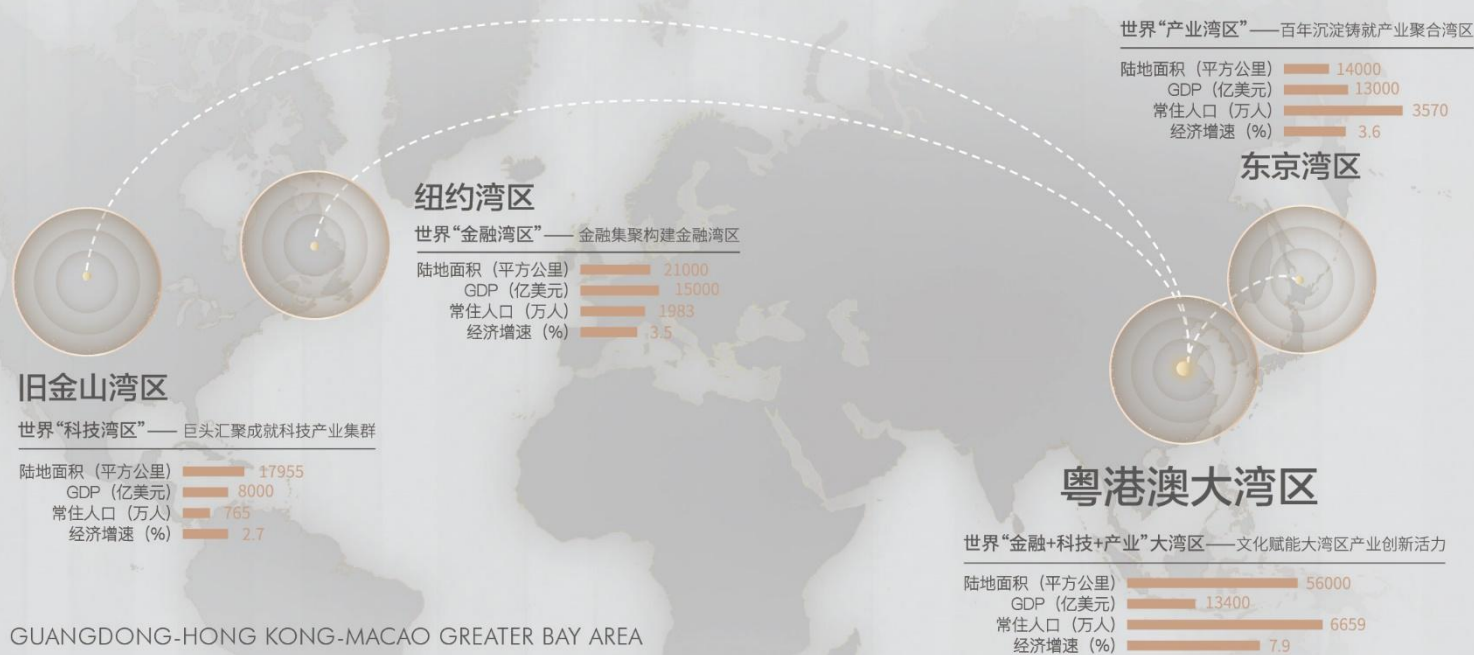 世界“产业湾区”——百年沉淀铸就产业聚合湾区
陆地面积（平方公里） 14000
GDP（亿美元） 13000
常住人口（万人） 3570
经济增速（%） 3.6
东京湾区
纽约湾区
世界“金融湾区”—— 金融集聚构建金融湾区
陆地面积（平方公里） 21000
GDP（亿美元） 15000
常住人口（万人） 1983
经济增速（%） 3.5
旧金山湾区
世界“科技湾区”—— 巨头汇聚成就科技产业集群
陆地面积（平方公里） 17955
GDP（亿美元） 8000
常住人口（万人） 765
经济增速（%） 2.7
粤港澳大湾区
世界“金融+科技+产业”大湾区——文化赋能大湾区产业创新活力
陆地面积（平方公里） 56000
GDP（亿美元） 13400
常住人口（万人） 6659
经济增速（%） 7.9
GUANGDONG-HONG KONG-MACAO GREATER BAY AREA